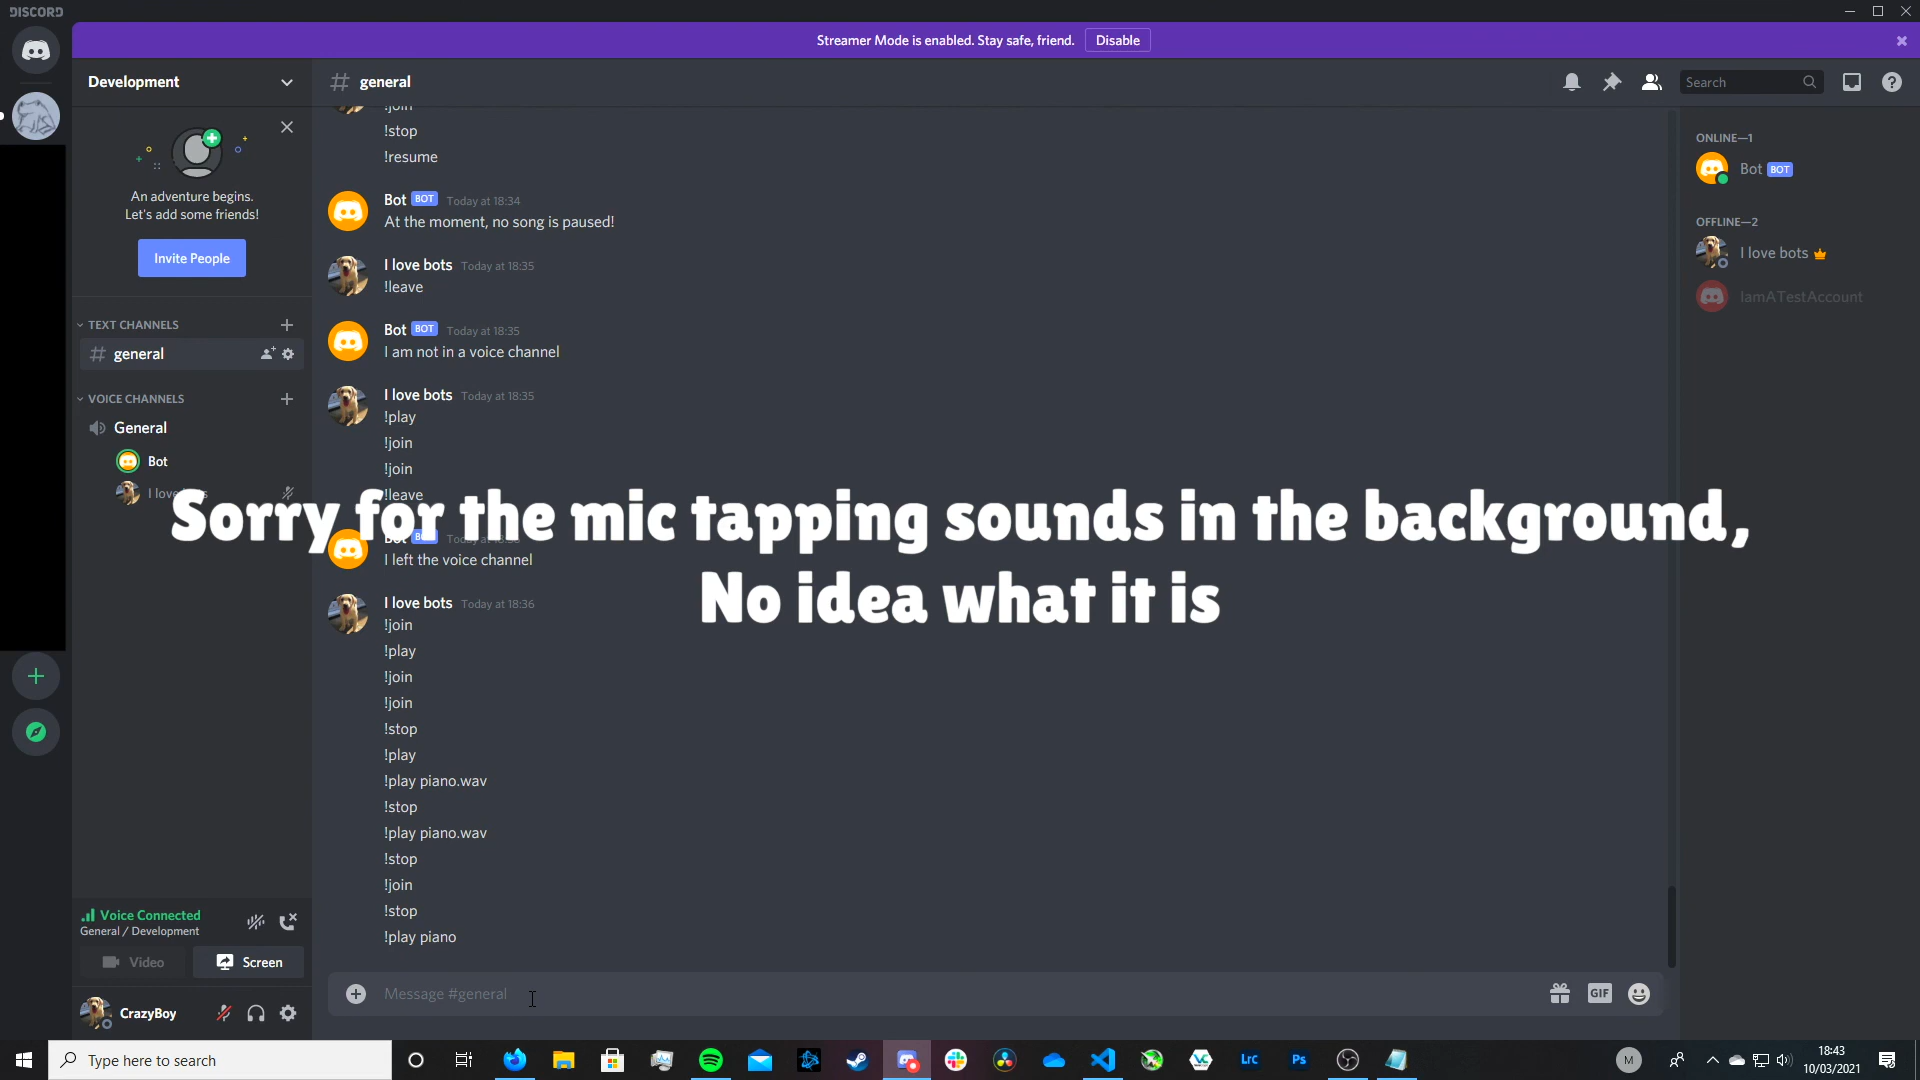 DISCORD
Streamer Mode is enabled. Stay safe, friend. Disable
Development
general
Search
An adventure begins.
Let's add some friends!
Invite People
TEXT CHANNELS
general
VOICE CHANNELS
General
Bot
I love
Voice Connected
General / Development
Video Screen
CrazyBoy
!join
!stop
!resume
Bot BOT Today at 18:34
At the moment, no song is paused!
I love bots Today at 18:35
!leave
Bot BOT Today at 18:35
I am not in a voice channel
I love bots Today at 18:35
!play
!join
!join
!leave
Bot
I left the voice channel
I love bots Today at 18:36
!join
!play
!join
!join
!stop
!play
!play piano.wav
!stop
!play piano.wav
!stop
!join
!stop
!play piano
Message #general
GIF
ONLINE—1
Bot BOT
OFFLINE—2
I love bots
IamATestAccount
Sorry for the mic tapping sounds in the background,
No idea what it is
Type here to search
LrC
Ps
M
18:43
10/03/2021